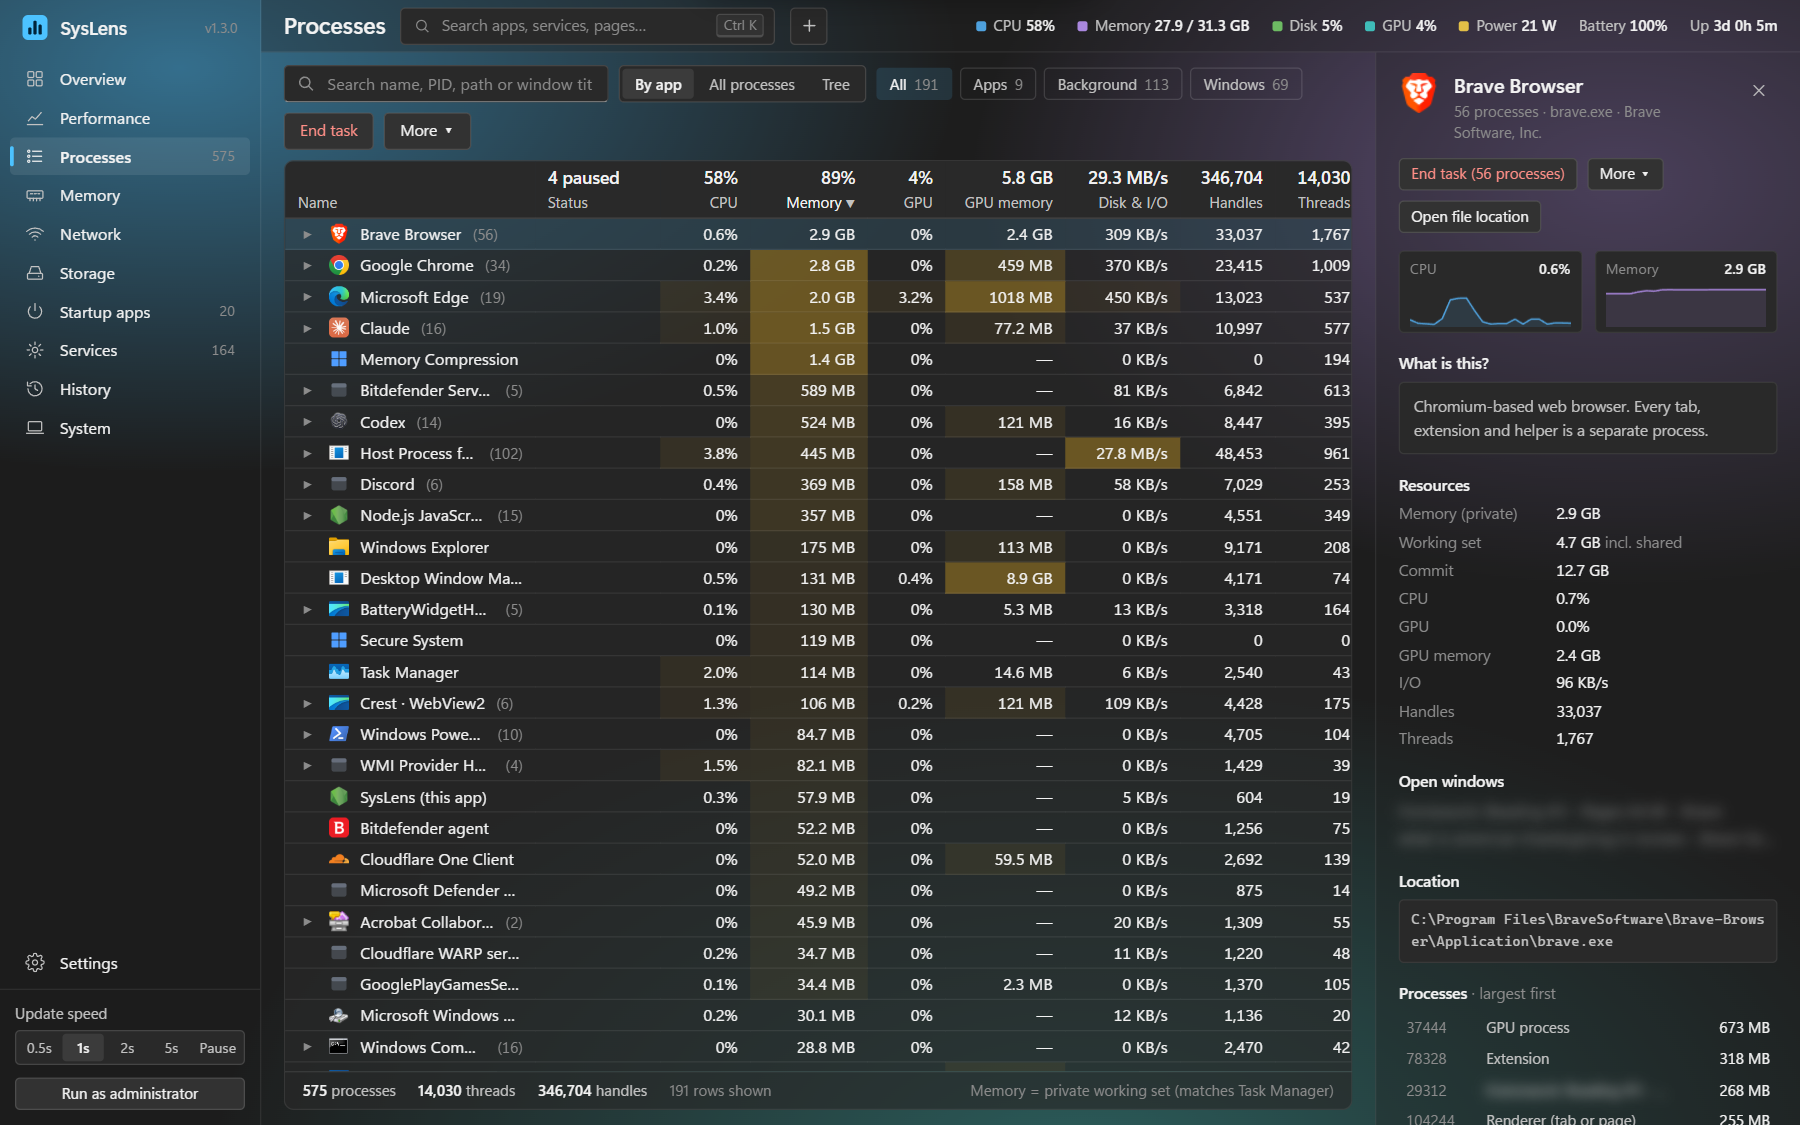 SysLens v1.3.0
Overview
Performance
Processes 575
Memory
Network
Storage
Startup apps 20
Services 164
History
System
Settings
Update speed
0.5s 1s 2s 5s Pause
Run as administrator
Processes
Search apps, services, pages... Ctrl K
+
CPU 58% Memory 27.9 / 31.3 GB Disk 5% GPU 4% Power 21 W Battery 100% Up 3d 0h 5m
Search name, PID, path or window tit
By app All processes Tree
All 191 Apps 9 Background 113 Windows 69
End task More ▼
4 paused 58% 89% 4% 5.8 GB 29.3 MB/s 346,704 14,030
Name Status CPU Memory ▼ GPU GPU memory Disk & I/O Handles Threads
Brave Browser (56) 0.6% 2.9 GB 0% 2.4 GB 309 KB/s 33,037 1,767
Google Chrome (34) 0.2% 2.8 GB 0% 459 MB 370 KB/s 23,415 1,009
Microsoft Edge (19) 3.4% 2.0 GB 3.2% 1018 MB 450 KB/s 13,023 537
Claude (16) 1.0% 1.5 GB 0% 77.2 MB 37 KB/s 10,997 577
Memory Compression 0% 1.4 GB 0% — 0 KB/s 0 194
Bitdefender Serv... (5) 0.5% 589 MB 0% — 81 KB/s 6,842 613
Codex (14) 0% 524 MB 0% 121 MB 16 KB/s 8,447 395
Host Process f... (102) 3.8% 445 MB 0% — 27.8 MB/s 48,453 961
Discord (6) 0.4% 369 MB 0% 158 MB 58 KB/s 7,029 253
Node.js JavaScr... (15) 0% 357 MB 0% — 0 KB/s 4,551 349
Windows Explorer 0% 175 MB 0% 113 MB 0 KB/s 9,171 208
Desktop Window Ma... 0.5% 131 MB 0.4% 8.9 GB 0 KB/s 4,171 74
BatteryWidgetH... (5) 0.1% 130 MB 0% 5.3 MB 13 KB/s 3,318 164
Secure System 0% 119 MB 0% — 0 KB/s 0 0
Task Manager 2.0% 114 MB 0% 14.6 MB 6 KB/s 2,540 43
Crest · WebView2 (6) 1.3% 106 MB 0.2% 121 MB 109 KB/s 4,428 175
Windows Powe... (10) 0% 84.7 MB 0% — 0 KB/s 4,705 104
WMI Provider H... (4) 1.5% 82.1 MB 0% — 0 KB/s 1,429 39
SysLens (this app) 0.3% 57.9 MB 0% — 5 KB/s 604 19
Bitdefender agent 0% 52.2 MB 0% — 0 KB/s 1,256 75
Cloudflare One Client 0% 52.0 MB 0% 59.5 MB 0 KB/s 2,692 139
Microsoft Defender ... 0% 49.2 MB 0% — 0 KB/s 875 14
Acrobat Collabor... (2) 0% 45.9 MB 0% — 20 KB/s 1,309 55
Cloudflare WARP ser... 0.2% 34.7 MB 0% — 11 KB/s 1,220 48
GooglePlayGamesSe... 0.1% 34.4 MB 0% 2.3 MB 0 KB/s 1,370 105
Microsoft Windows ... 0.2% 30.1 MB 0% — 12 KB/s 1,136 20
Windows Com... (16) 0% 28.8 MB 0% — 0 KB/s 2,470 42
575 processes 14,030 threads 346,704 handles 191 rows shown Memory = private working set (matches Task Manager)
Brave Browser
56 processes · brave.exe · Brave
Software, Inc.
End task (56 processes) More ▼
Open file location
CPU 0.6% Memory 2.9 GB
What is this?
Chromium-based web browser. Every tab,
extension and helper is a separate process.
Resources
Memory (private) 2.9 GB
Working set 4.7 GB incl. shared
Commit 12.7 GB
CPU 0.7%
GPU 0.0%
GPU memory 2.4 GB
I/O 96 KB/s
Handles 33,037
Threads 1,767
Open windows
Location
C:\Program Files\BraveSoftware\Brave-Brows
er\Application\brave.exe
Processes · largest first
37444 GPU process 673 MB
78328 Extension 318 MB
29312 268 MB
104244 Renderer (tab or page) 255 MB